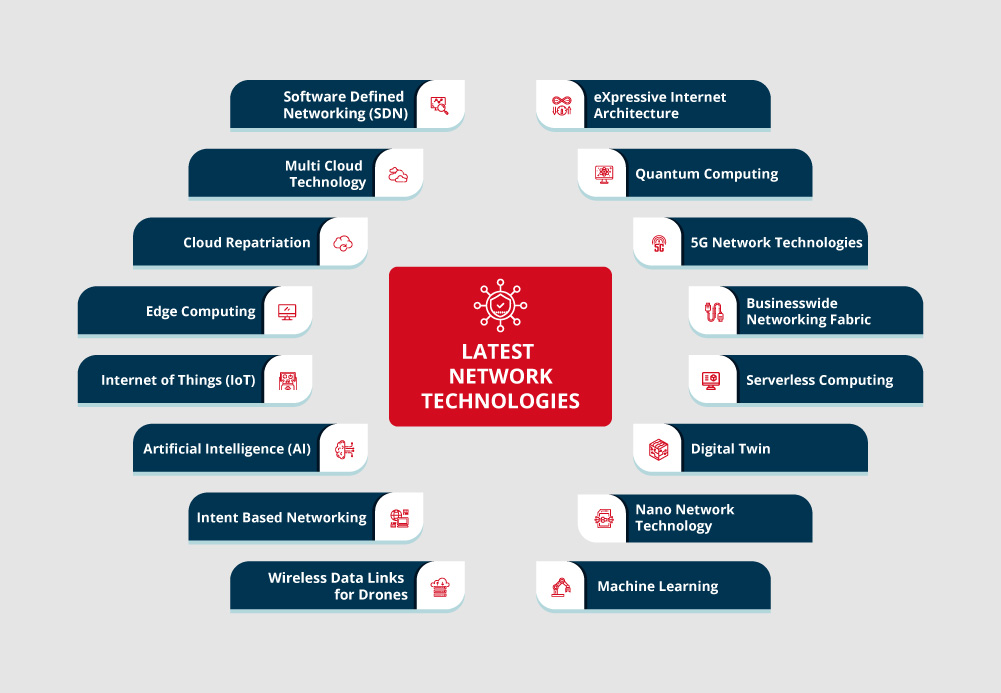 Software Defined
Networking (SDN)
Multi Cloud
Technology
Cloud Repatriation
Edge Computing
Internet of Things (IoT)
Artificial Intelligence (AI)
Intent Based Networking
Wireless Data Links
for Drones
LATEST
NETWORK
TECHNOLOGIES
eXpressive Internet
Architecture
Quantum Computing
5G
5G Network Technologies
Businesswide
Networking Fabric
Serverless Computing
Digital Twin
Nano Network
Technology
Machine Learning